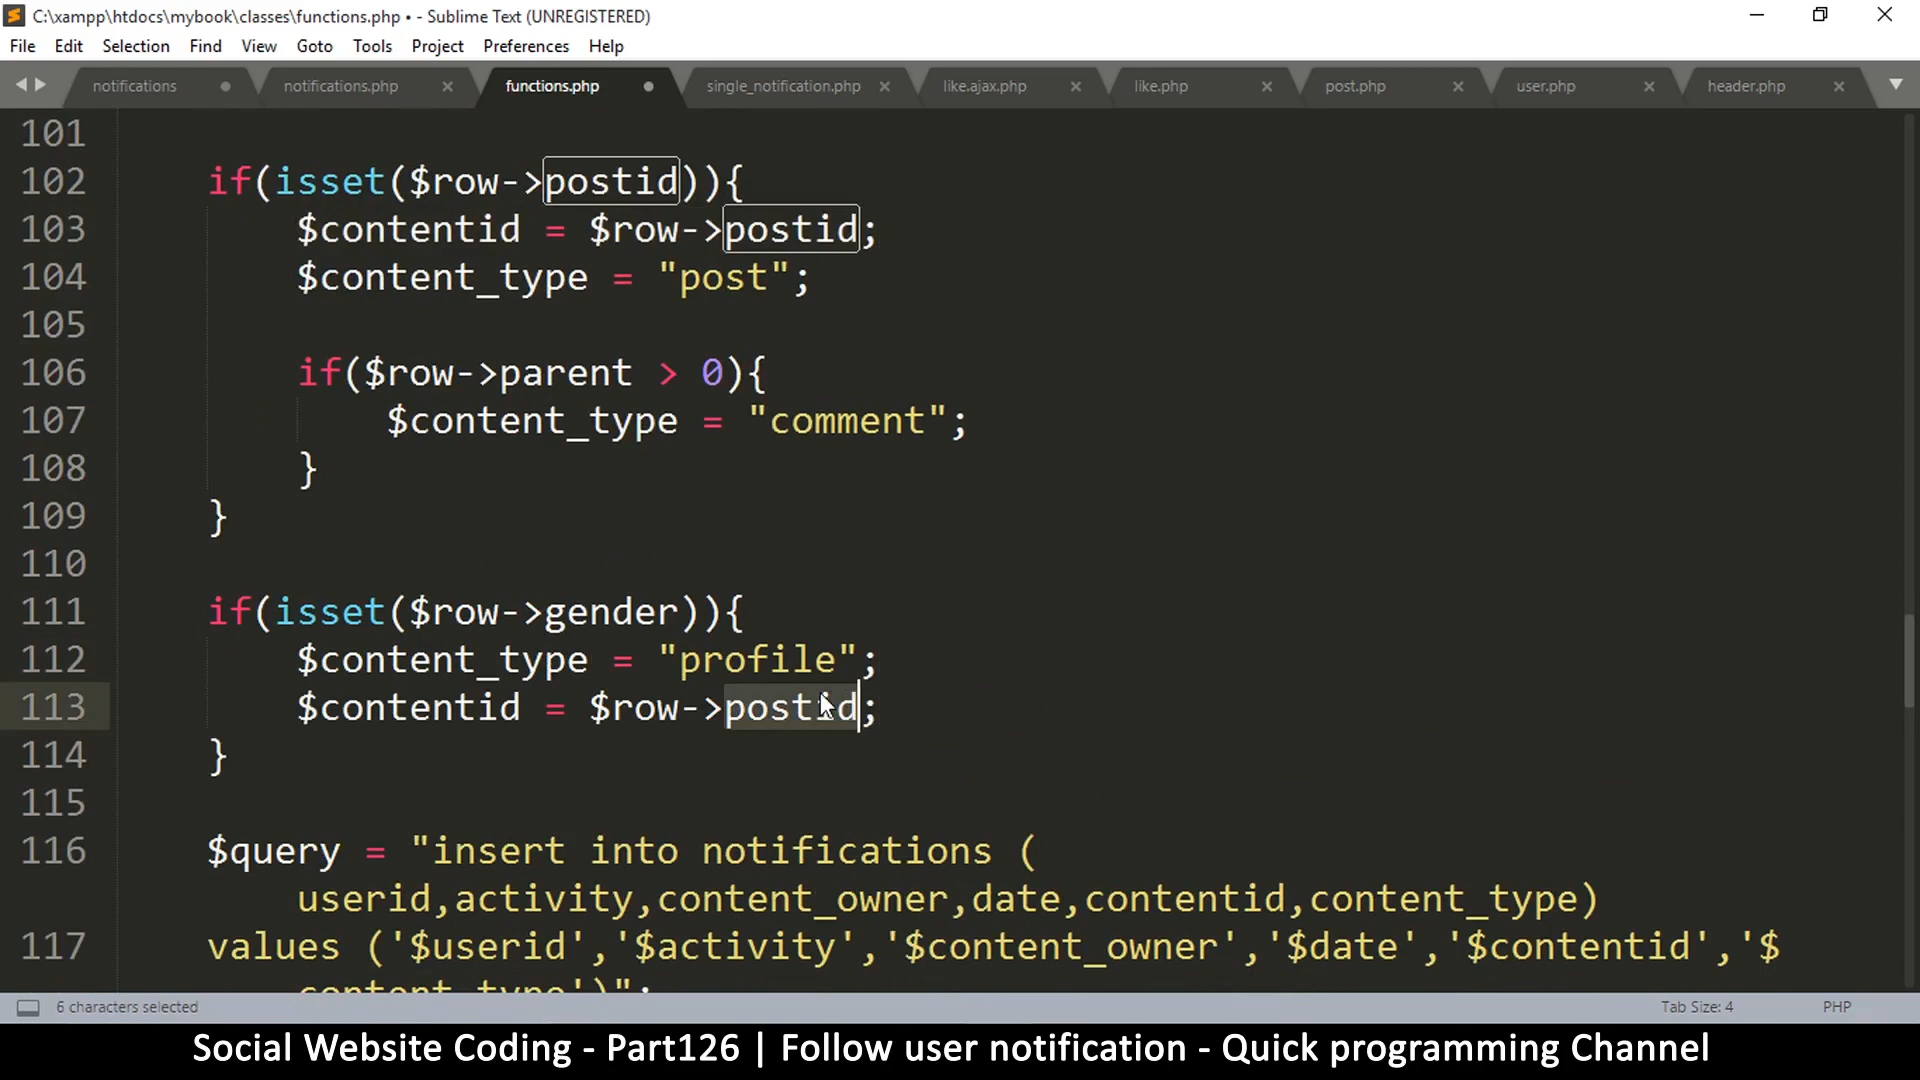 C:\xampp\htdocs\mybook\classes\functions.php • - Sublime Text (UNREGISTERED)
File Edit Selection Find View Goto Tools Project Preferences Help
notifications notifications.php functions.php single_notification.php like.ajax.php like.php post.php user.php header.php
101
102 if(isset($row->postid)){
103 $contentid = $row->postid;
104 $content_type = "post";
105
106 if($row->parent > 0){
107 $content_type = "comment";
108 }
109 }
110
111 if(isset($row->gender)){
112 $content_type = "profile";
113 $contentid = $row->postid;
114 }
115
116 $query = "insert into notifications (
userid,activity,content_owner,date,contentid,content_type)
117 values ('$userid','$activity','$content_owner','$date','$contentid','$
content_type')";
6 characters selected Tab Size: 4 PHP
Social Website Coding - Part126 | Follow user notification - Quick programming Channel